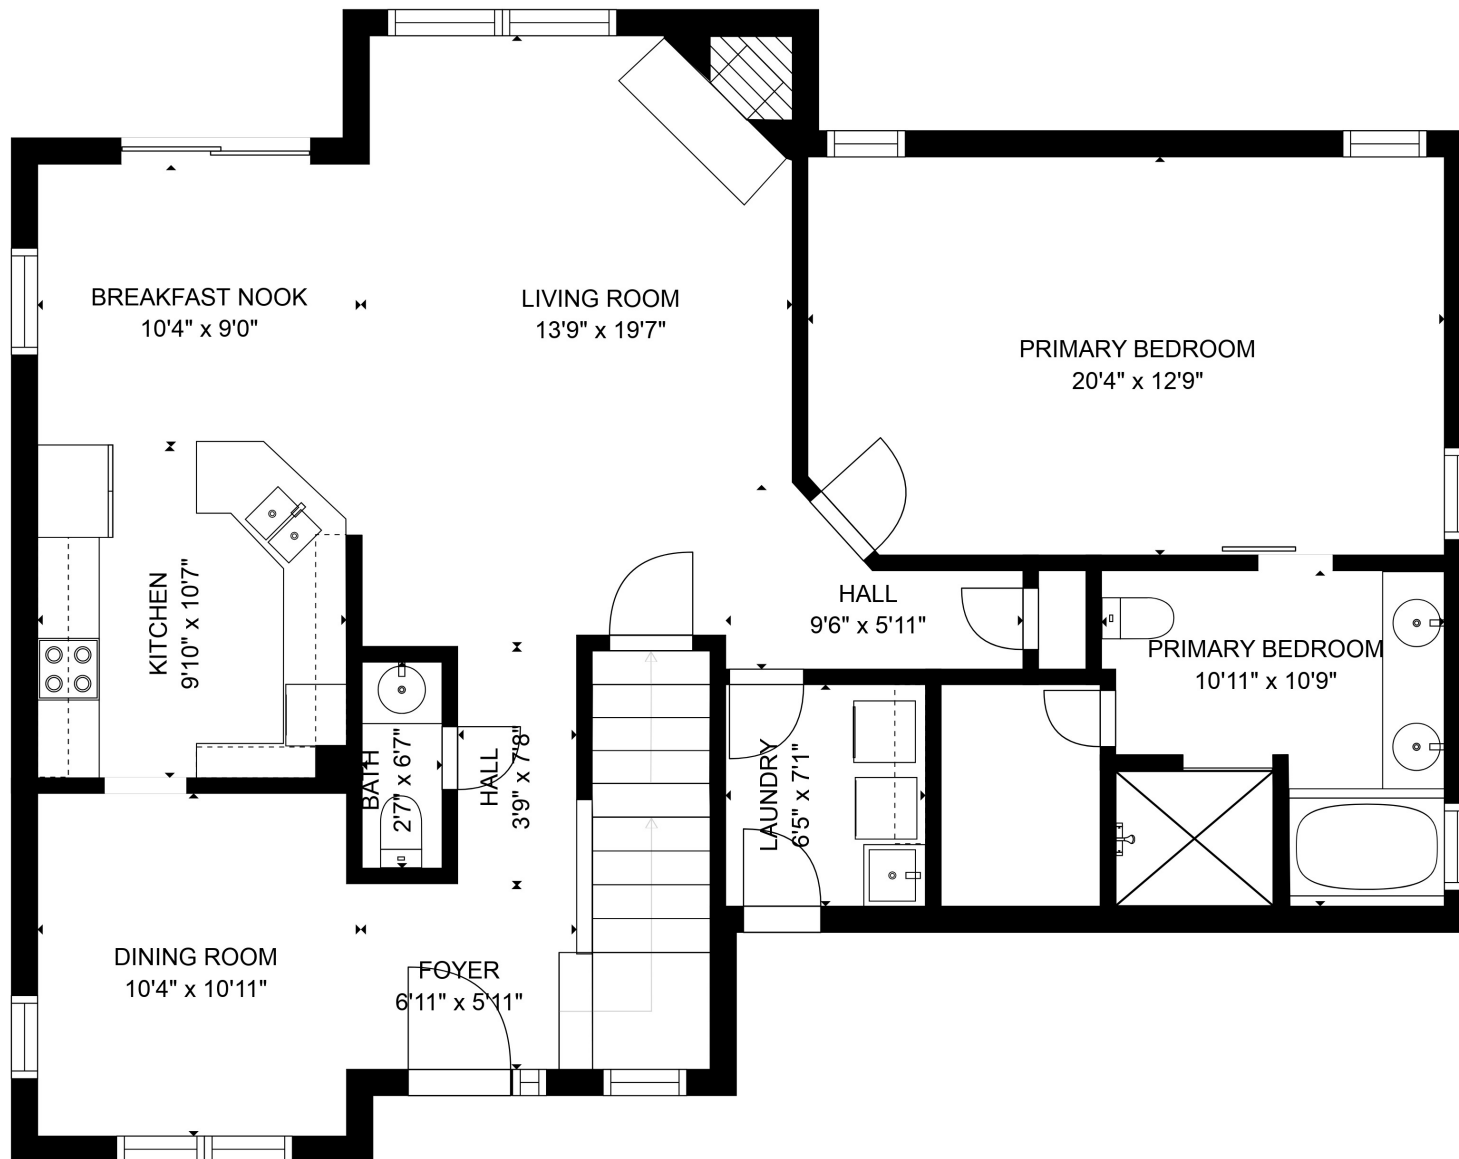 BREAKFAST NOOK
10'4" x 9'0"
LIVING ROOM
13'9" x 19'7"
PRIMARY BEDROOM
20'4" x 12'9"
KITCHEN
9'10" x 10'7"
HALL
9'6" x 5'11"
PRIMARY BEDROOM
10'11" x 10'9"
BATH
2'7" x 6'7"
HALL
3'9" x 7'8"
LAUNDRY
6'5" x 7'1"
DINING ROOM
10'4" x 10'11"
FOYER
6'11" x 5'11"